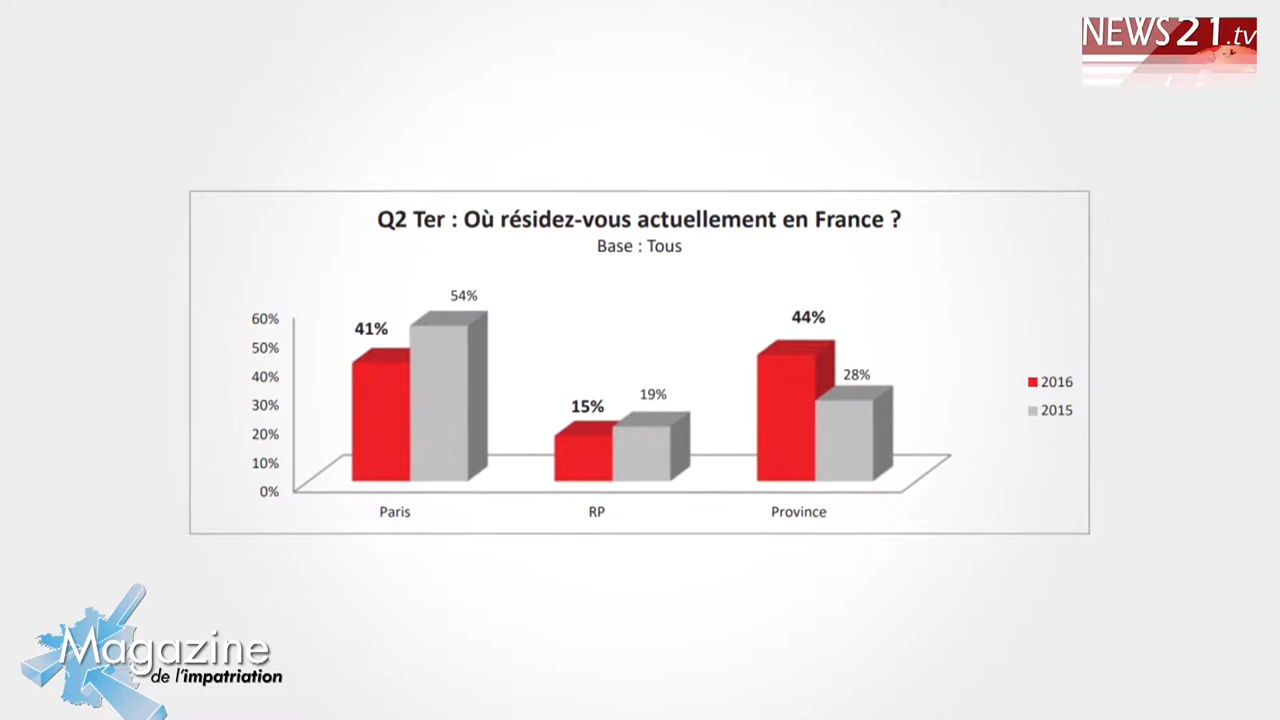 NEWS21.tv
Q2 Ter : Où résidez-vous actuellement en France ?
Base : Tous
60%
50%
40%
30%
20%
10%
0%
41%
54%
15%
19%
44%
28%
Paris
RP
Province
2016
2015
Magazine
de l'impatriation